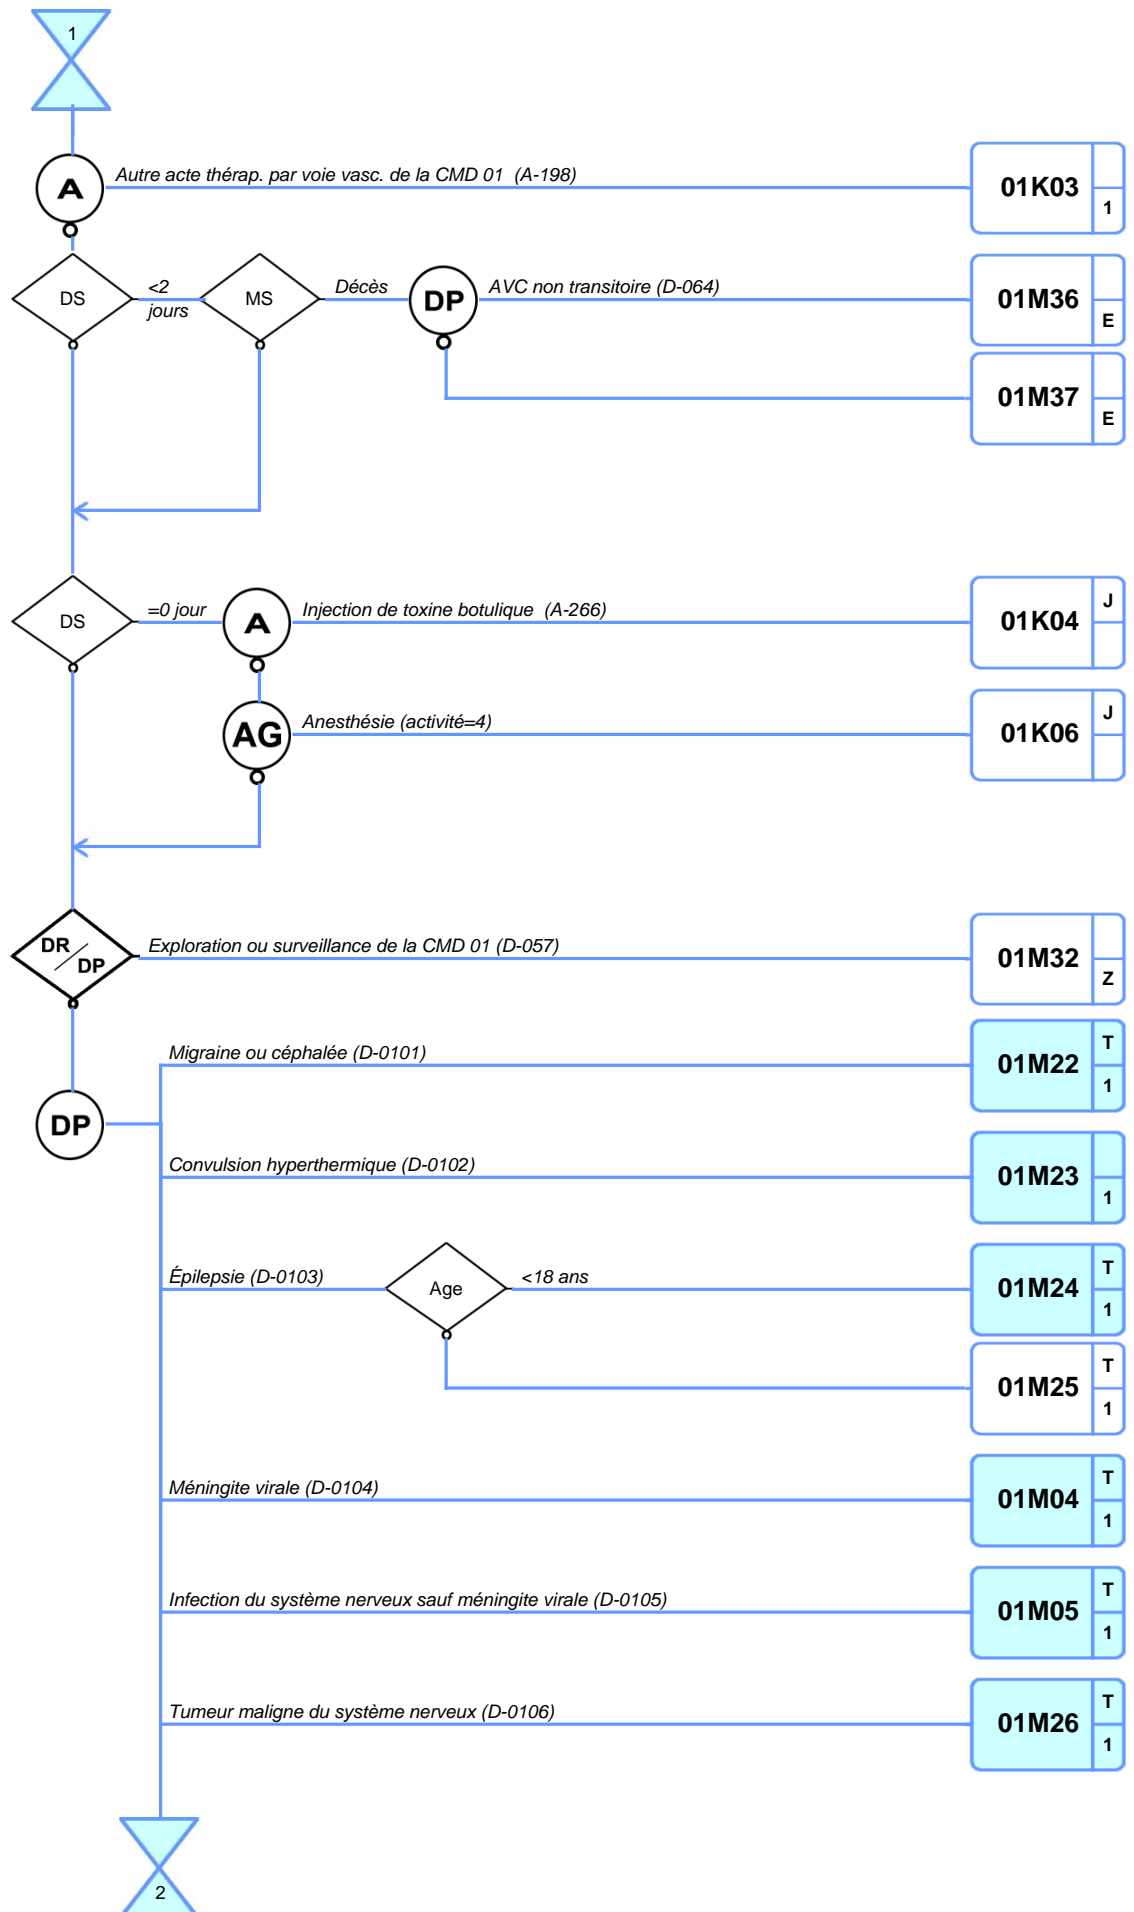 1
A
Autre acte thérap. par voie vasc. de la CMD 01 (A-198)
01K03
1
DS
<2
jours
MS
Décès
DP
AVC non transitoire (D-064)
01M36
E
01M37
E
DS
=0 jour
A
Injection de toxine botulique (A-266)
01K04
J
AG
Anesthésie (activité=4)
01K06
J
DR
DP
Exploration ou surveillance de la CMD 01 (D-057)
01M32
Z
DP
Migraine ou céphalée (D-0101)
01M22
T
1
Convulsion hyperthermique (D-0102)
01M23
1
Épilepsie (D-0103)
Age
<18 ans
01M24
T
1
01M25
T
1
Méningite virale (D-0104)
01M04
T
1
Infection du système nerveux sauf méningite virale (D-0105)
01M05
T
1
Tumeur maligne du système nerveux (D-0106)
01M26
T
1
2